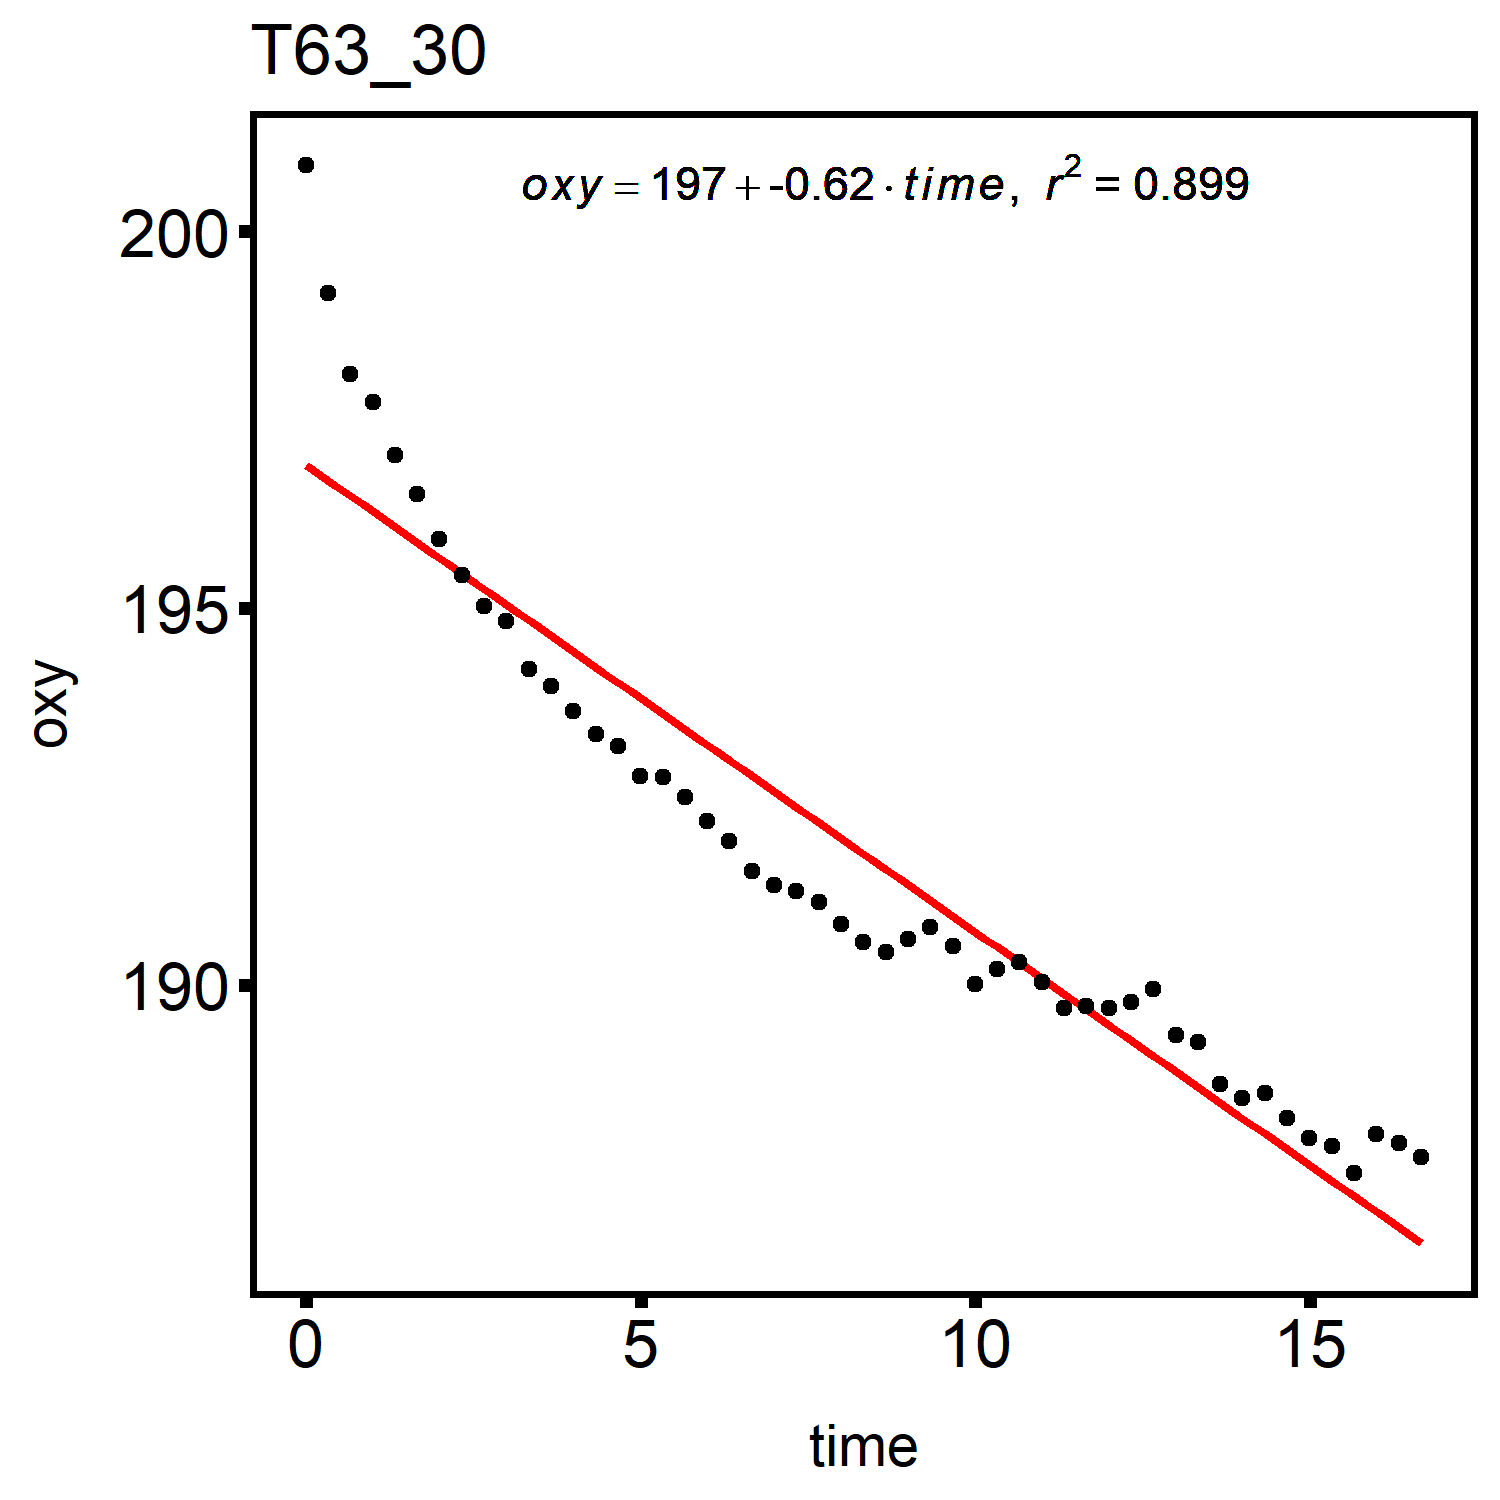 T63_30
oxy = 197 + -0.62 · time, r² = 0.899
200
195
190
oxy
0 5 10 15
time